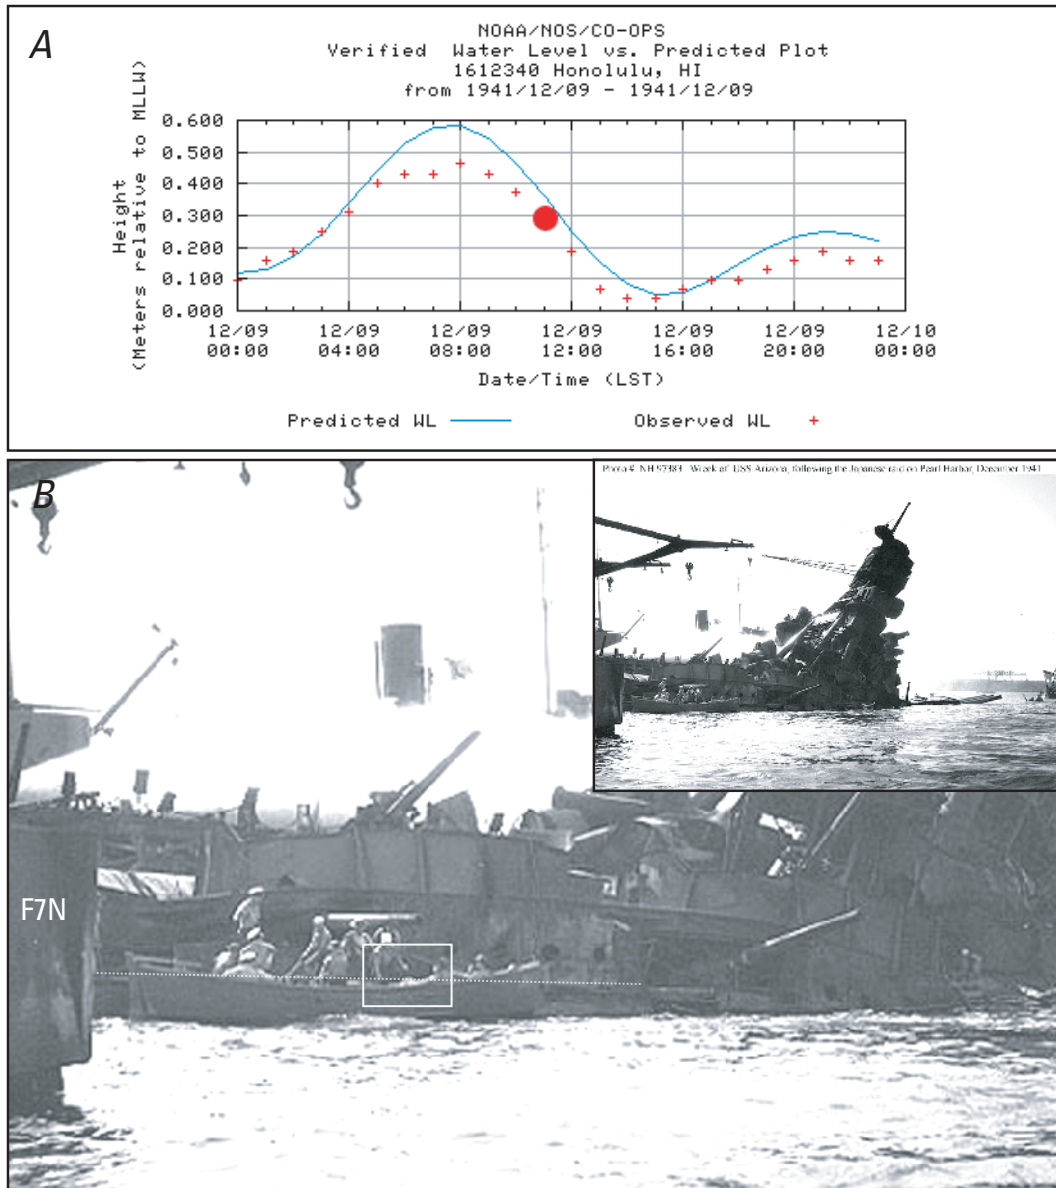 A
NOAA/NOS/CO-OPS
Verified Water Level vs. Predicted Plot
1612340 Honolulu, HI
from 1941/12/09 - 1941/12/09
Height
(Meters relative to MLLW)
0.600
0.500
0.400
0.300
0.200
0.100
0.000
12/09 12/09 12/09 12/09 12/09 12/09 12/10
00:00 04:00 08:00 12:00 16:00 20:00 00:00
Date/Time (LST)
Predicted WL Observed WL
B
Photo # NH 97383 Wreck of USS Arizona, following the Japanese raid on Pearl Harbor, December 1941
F7N